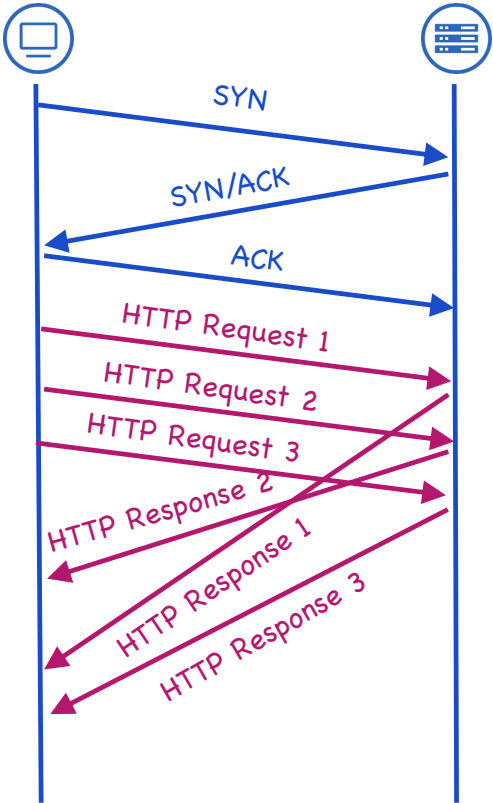 SYN
SYN/ACK
ACK
HTTP Request 1
HTTP Request 2
HTTP Request 3
HTTP Response 2
HTTP Response 1
HTTP Response 3